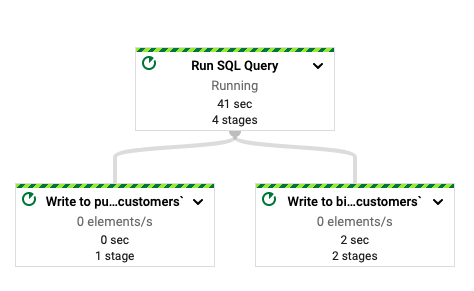 Run SQL Query
Running
41 sec
4 stages
Write to pu...customers`
0 elements/s
0 sec
1 stage
Write to bi...customers`
0 elements/s
2 sec
2 stages